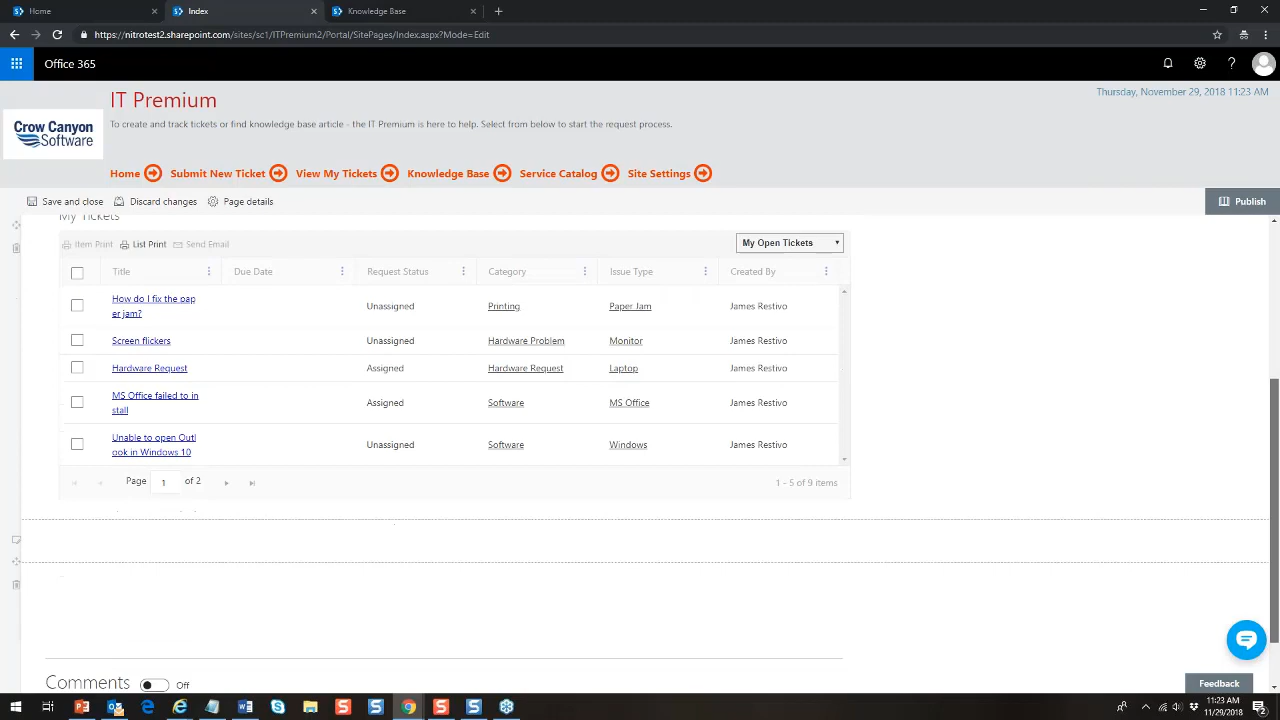 Home
Index
Knowledge Base
https://nitrotest2.sharepoint.com/sites/sc1/ITPremium2/Portal/SitePages/Index.aspx?Mode=Edit
Office 365
IT Premium
Thursday, November 29, 2018 11:23 AM
Crow Canyon
Software
To create and track tickets or find knowledge base article - the IT Premium is here to help. Select from below to start the request process.
Home Submit New Ticket View My Tickets Knowledge Base Service Catalog Site Settings
Save and close Discard changes Page details Publish
My Tickets
Item Print List Print Send Email My Open Tickets
Title Due Date Request Status Category Issue Type Created By
How do I fix the pap
er jam? Unassigned Printing Paper Jam James Restivo
Screen flickers Unassigned Hardware Problem Monitor James Restivo
Hardware Request Assigned Hardware Request Laptop James Restivo
MS Office failed to in
stall Assigned Software MS Office James Restivo
Unable to open Outl
ook in Windows 10 Unassigned Software Windows James Restivo
Page 1 of 2 1 - 5 of 9 items
Comments Off
Feedback
11:23 AM
11/29/2018
2